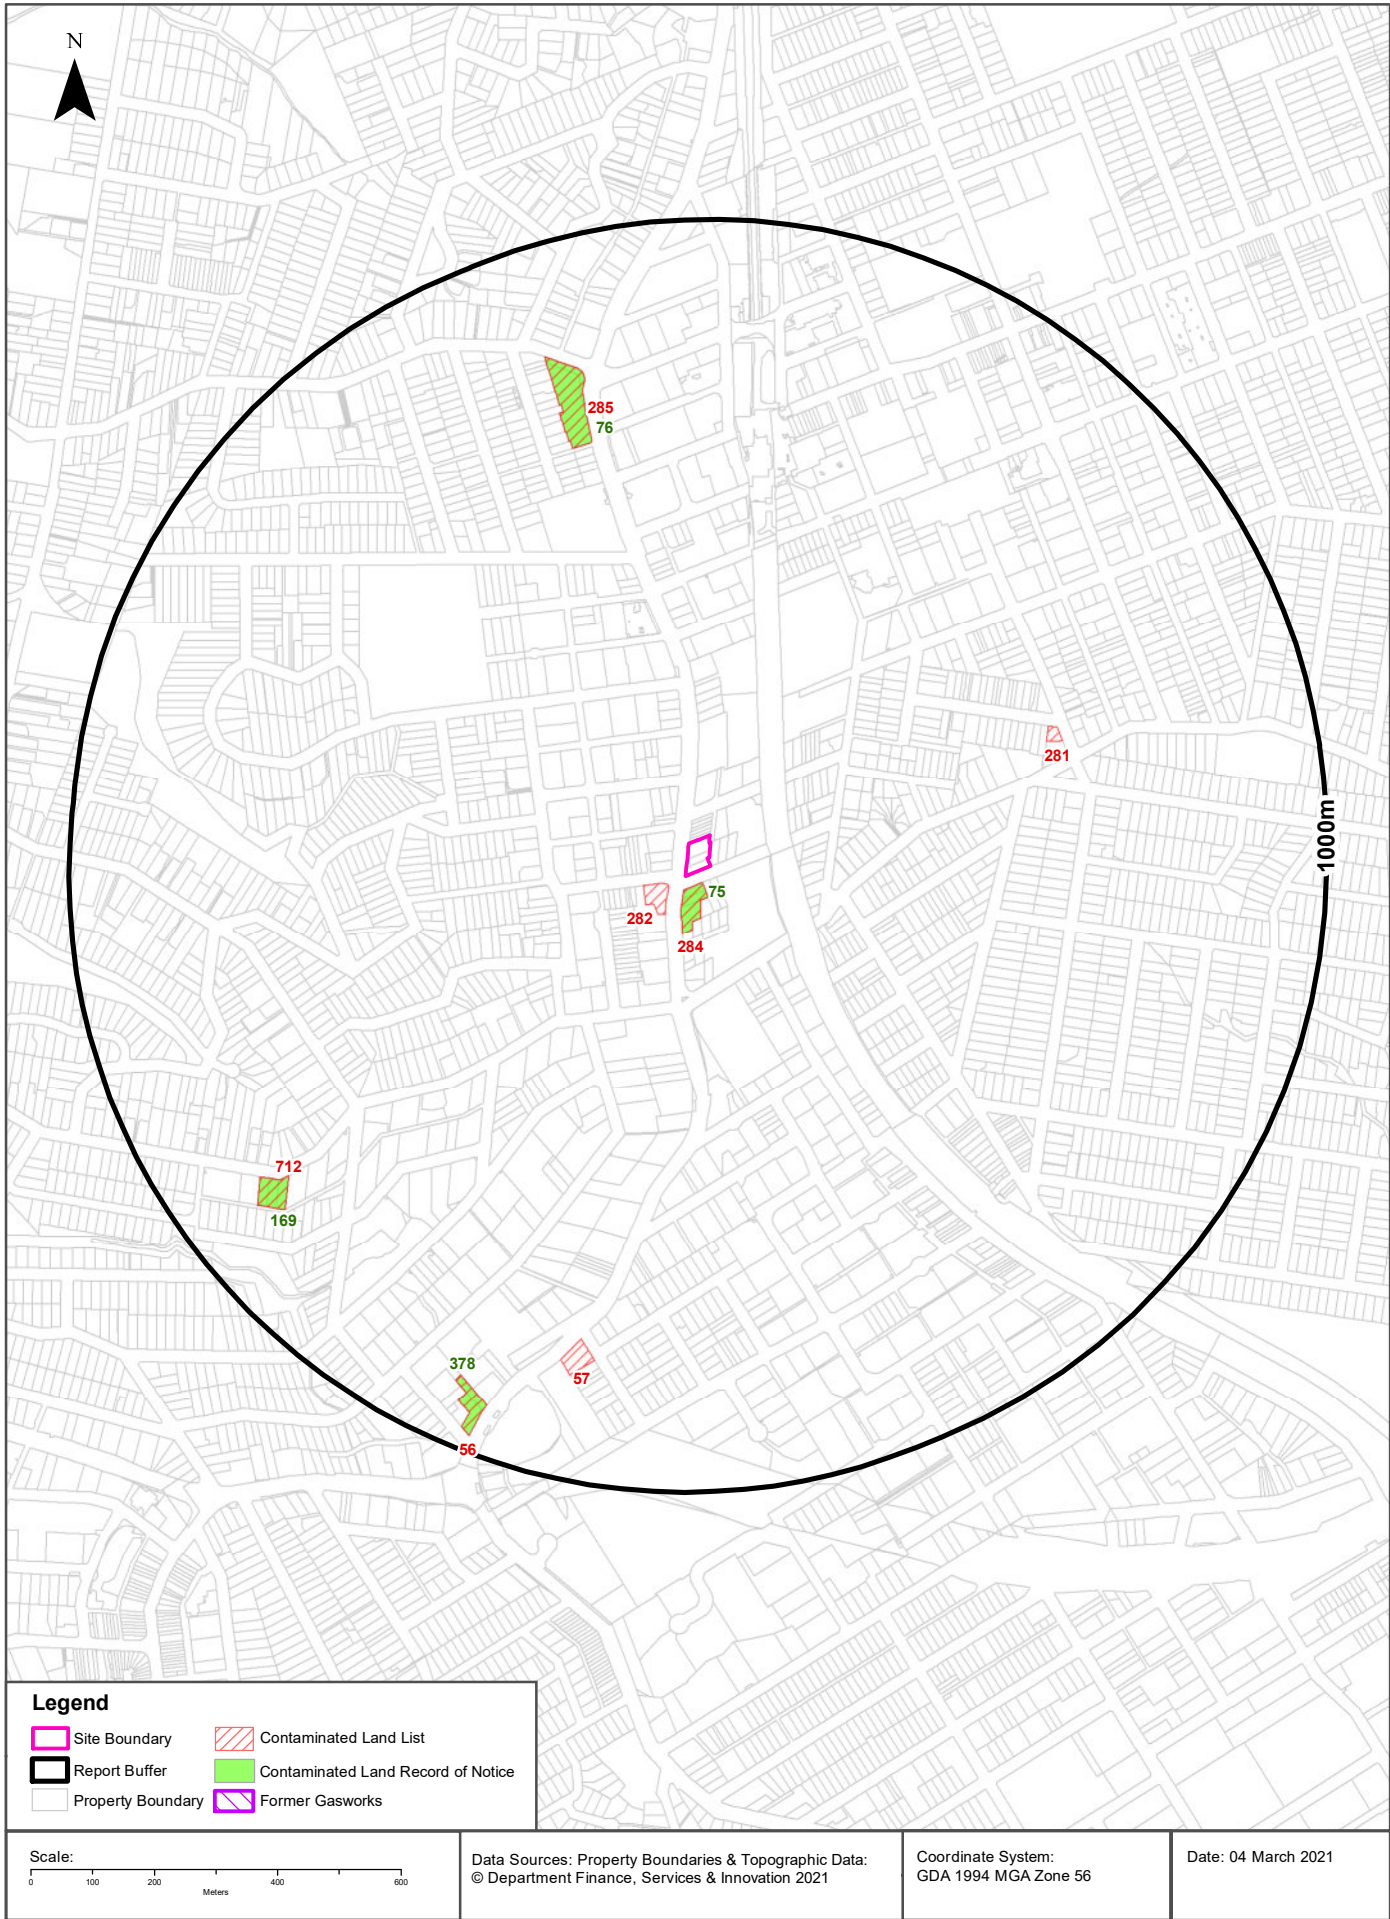 N
285
76
281
1000m
75
282
284
712
169
378
57
56
Legend
Site Boundary
Contaminated Land List
Report Buffer
Contaminated Land Record of Notice
Property Boundary
Former Gasworks
Scale:
0 100 200 400 600
Meters
Data Sources: Property Boundaries & Topographic Data:
© Department Finance, Services & Innovation 2021
Coordinate System:
GDA 1994 MGA Zone 56
Date: 04 March 2021